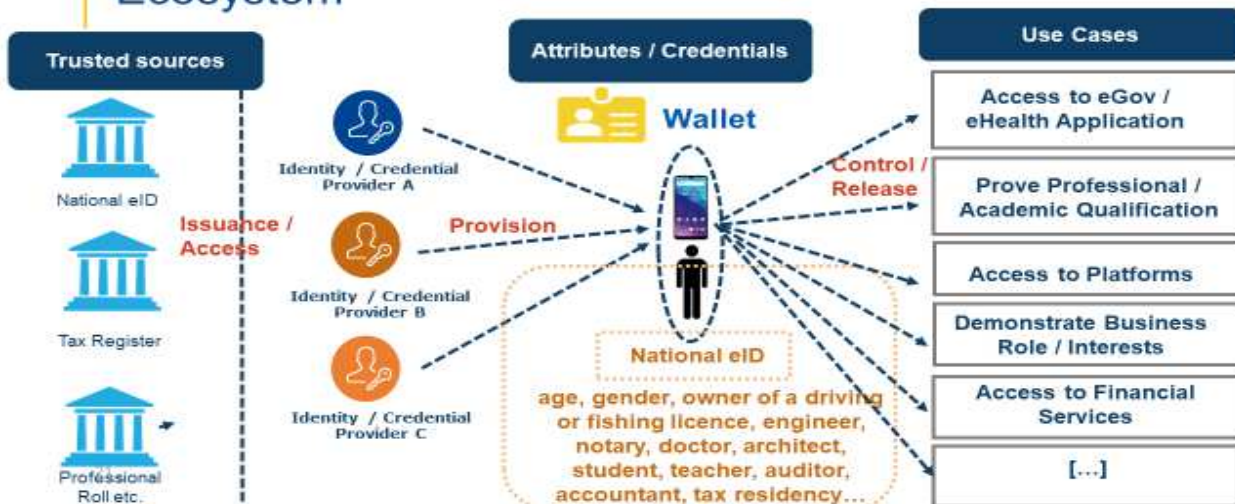 Ecosystem
Trusted sources
Attributes / Credentials
Use Cases
National eID
Tax Register
Professional
Roll etc.
Issuance /
Access
Identity / Credential
Provider A
Identity / Credential
Provider B
Identity / Credential
Provider C
Provision
Wallet
Control /
Release
National eID
age, gender, owner of a driving
or fishing licence, engineer,
notary, doctor, architect,
student, teacher, auditor,
accountant, tax residency...
Access to eGov /
eHealth Application
Prove Professional /
Academic Qualification
Access to Platforms
Demonstrate Business
Role / Interests
Access to Financial
Services
[...]